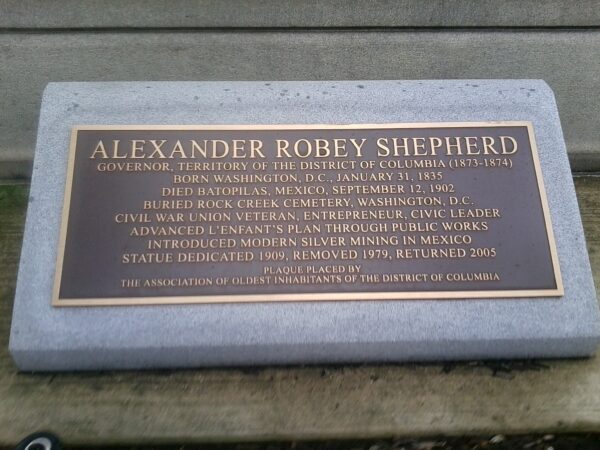 ALEXANDER ROBEY SHEPHERD
GOVERNOR, TERRITORY OF THE DISTRICT OF COLUMBIA (1873-1874)
BORN WASHINGTON, D.C., JANUARY 31, 1835
DIED BATOPILAS, MEXICO, SEPTEMBER 12, 1902
BURIED ROCK CREEK CEMETERY, WASHINGTON, D.C.
CIVIL WAR UNION VETERAN, ENTREPRENEUR, CIVIC LEADER
ADVANCED L'ENFANT'S PLAN THROUGH PUBLIC WORKS
INTRODUCED MODERN SILVER MINING IN MEXICO
STATUE DEDICATED 1909, REMOVED 1979, RETURNED 2005
PLAQUE PLACED BY
THE ASSOCIATION OF OLDEST INHABITANTS OF THE DISTRICT OF COLUMBIA